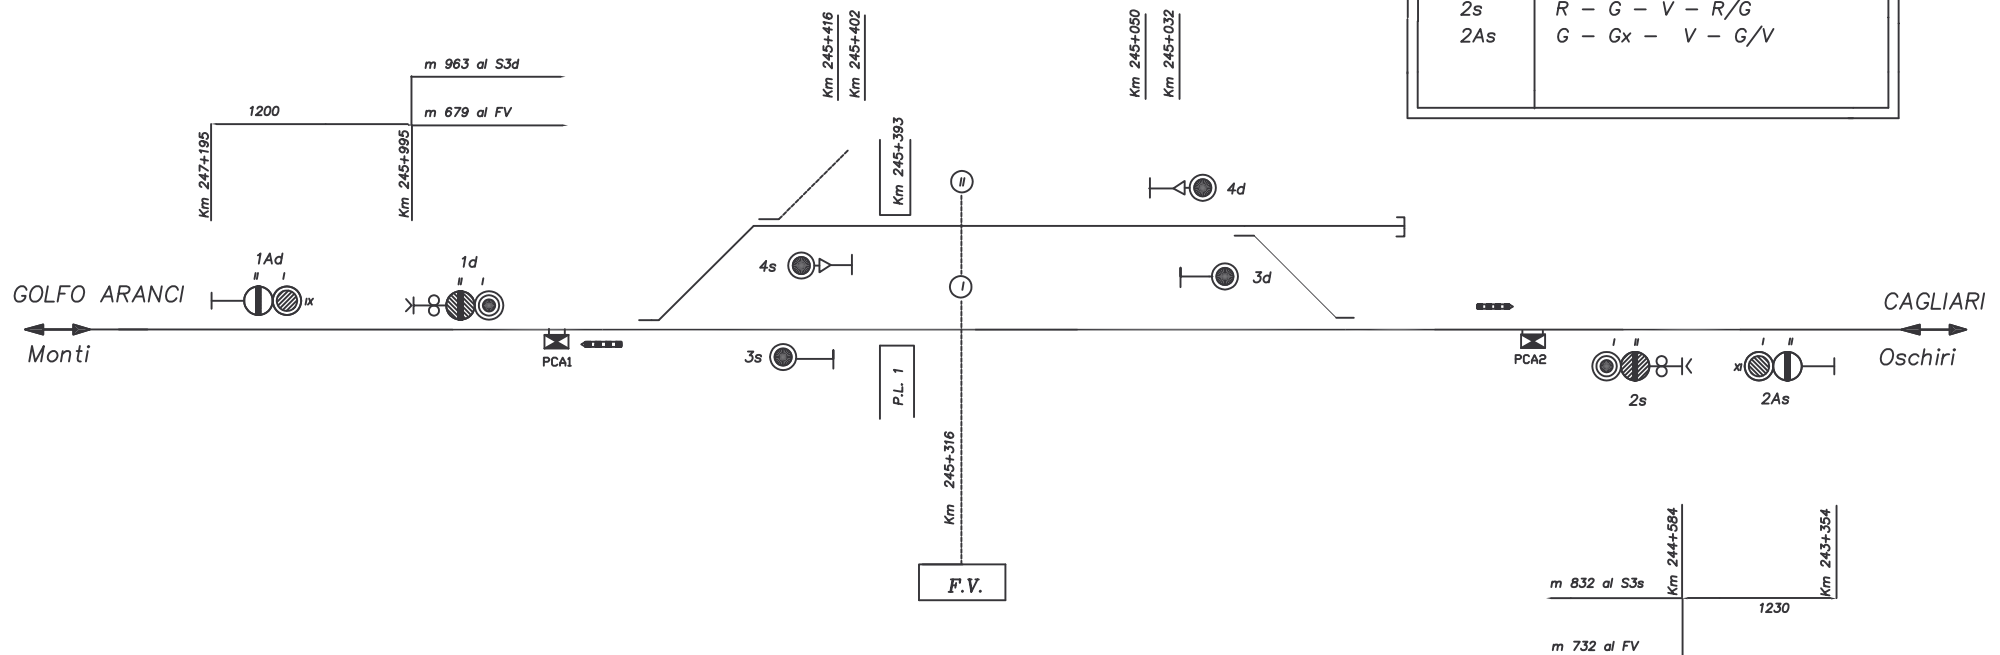 2s R - G - V - R/G
2As G - Gx - V - G/V
Km 245+416
Km 245+402
Km 245+050
Km 245+032
m 963 al S3d
1200
m 679 al FV
Km 247+195
Km 245+995
Km 245+393
II
4d
1Ad
II I
IX
1d
II I
4s
3d
I
GOLFO ARANCI
Monti
CAGLIARI
Oschiri
PCA1
3s
P.L. 1
PCA2
I II
2s
I II
XI
2As
Km 245+316
F.V.
Km 244+584
Km 243+354
m 832 al S3s
1230
m 732 al FV